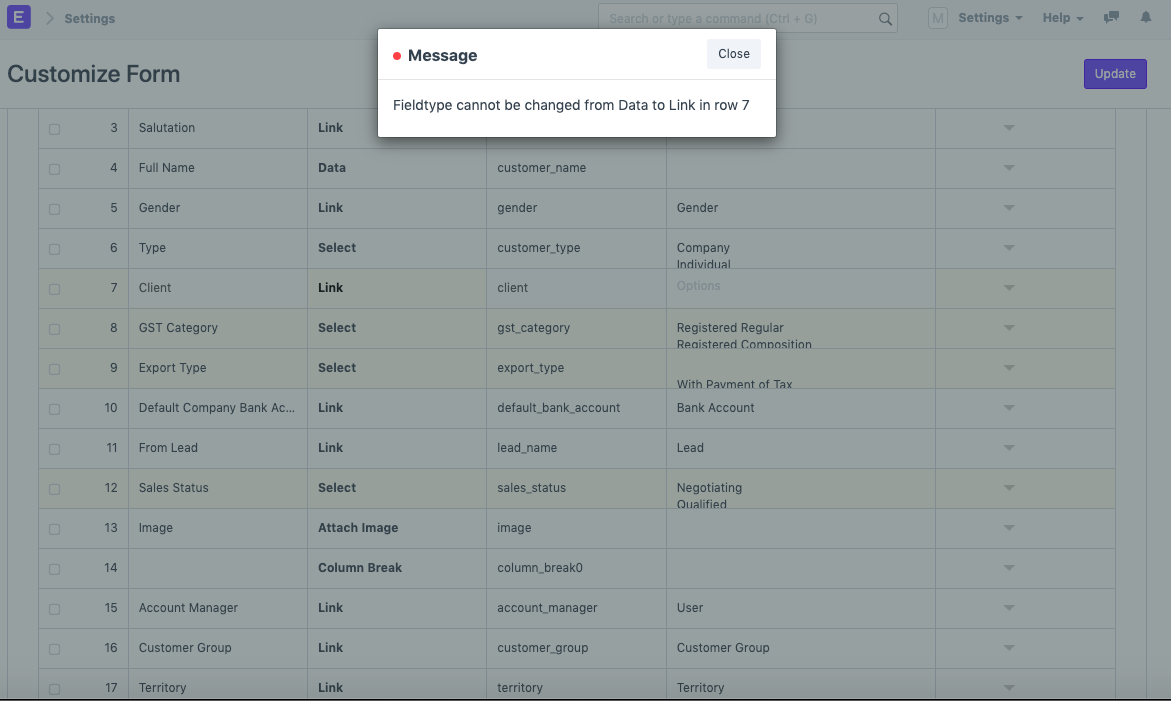 E Settings Search or type a command (Ctrl + G) M Settings Help
Message Close
Customize Form Update
Fieldtype cannot be changed from Data to Link in row 7
3 Salutation Link
4 Full Name Data customer_name
5 Gender Link gender Gender
6 Type Select customer_type Company
Individual
7 Client Link client Options
8 GST Category Select gst_category Registered Regular
Registered Composition
9 Export Type Select export_type
With Payment of Tax
10 Default Company Bank Ac... Link default_bank_account Bank Account
11 From Lead Link lead_name Lead
12 Sales Status Select sales_status Negotiating
Qualified
13 Image Attach Image image
14 Column Break column_break0
15 Account Manager Link account_manager User
16 Customer Group Link customer_group Customer Group
17 Territory Link territory Territory